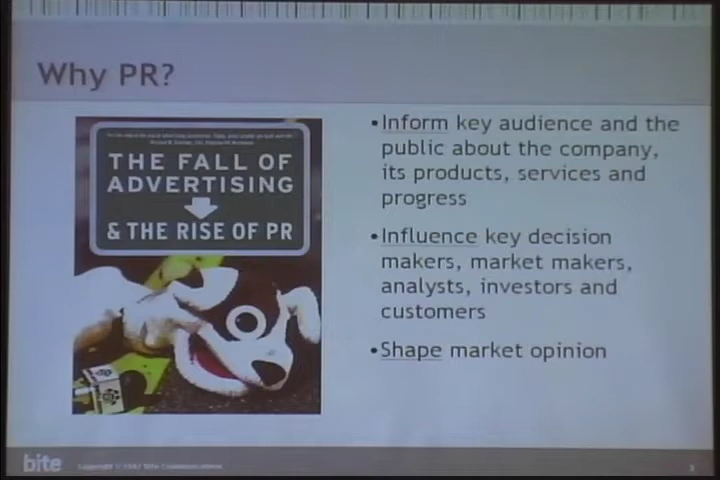 Why PR?
THE FALL OF
ADVERTISING
& THE RISE OF PR
•Inform key audience and the
public about the company,
its products, services and
progress
•Influence key decision
makers, market makers,
analysts, investors and
customers
•Shape market opinion
bite